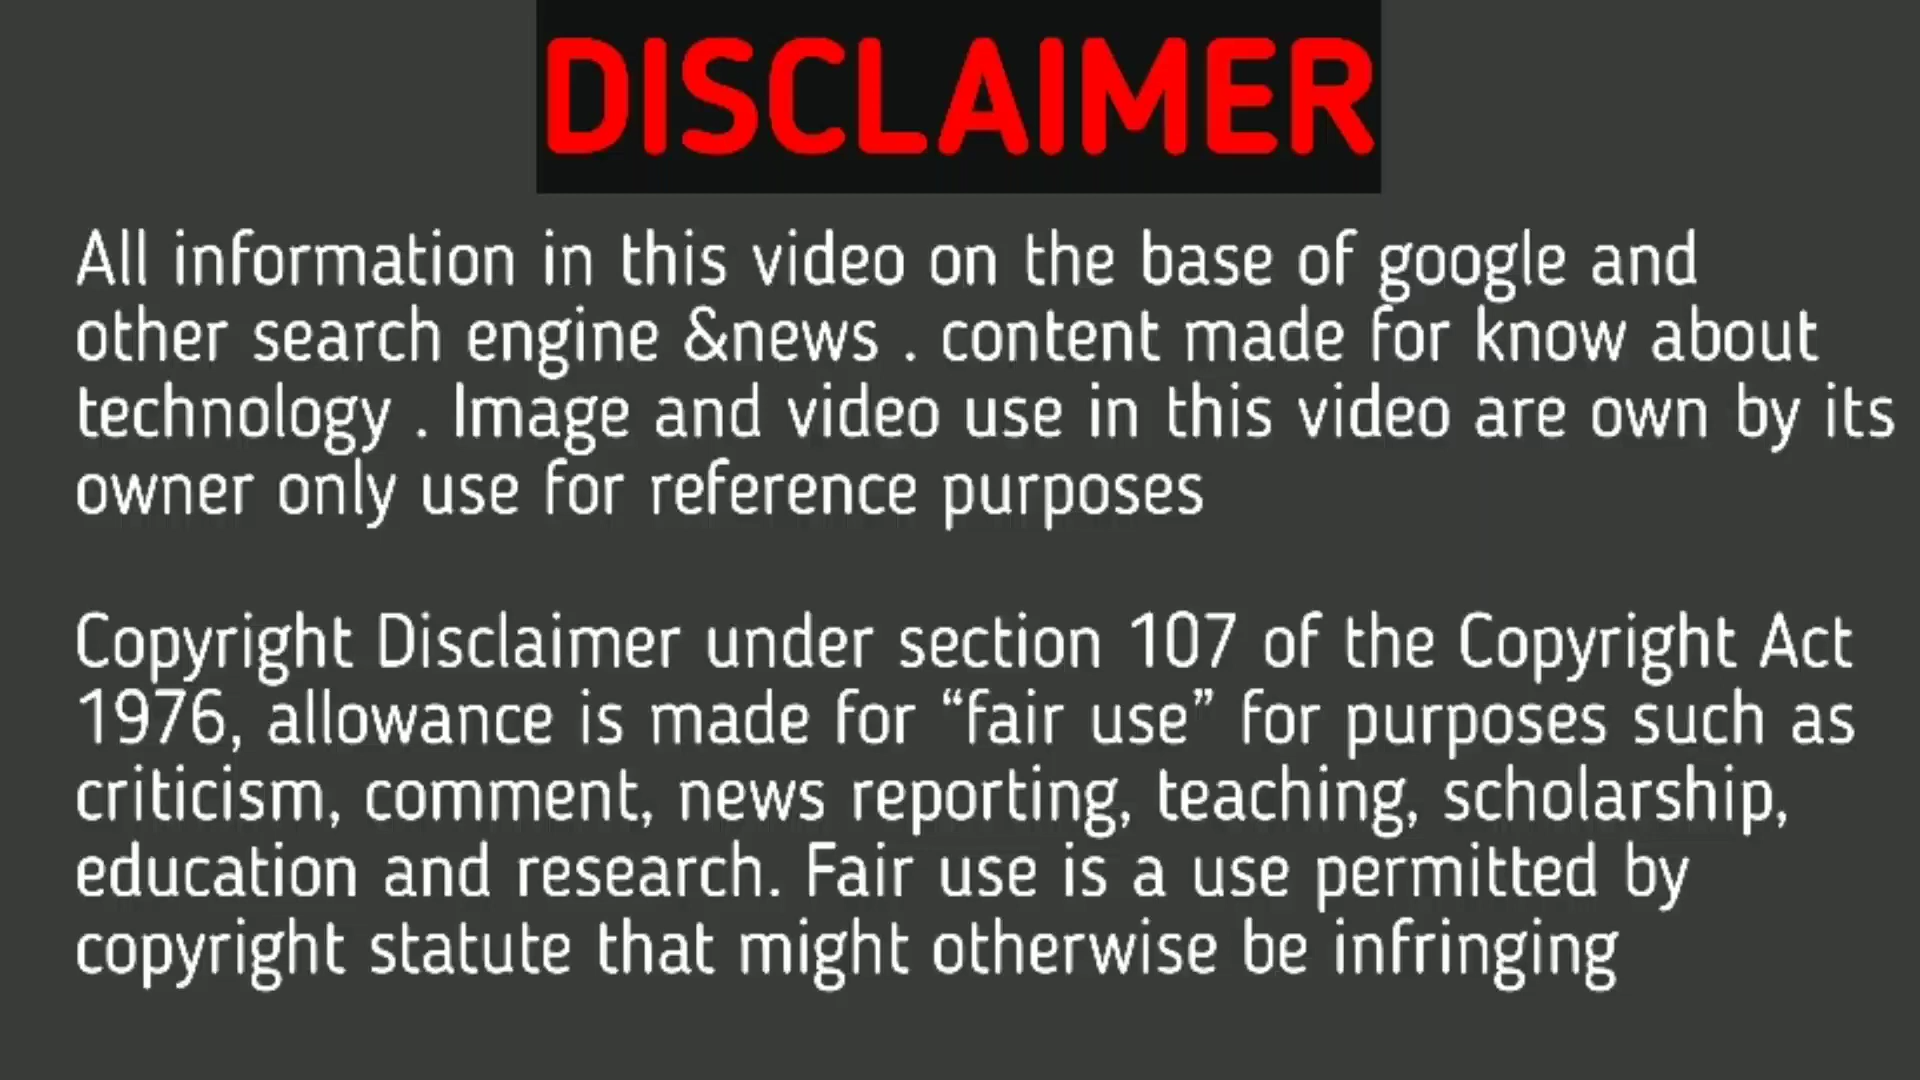 DISCLAIMER
All information in this video on the base of google and
other search engine &news . content made for know about
technology . Image and video use in this video are own by its
owner only use for reference purposes
Copyright Disclaimer under section 107 of the Copyright Act
1976, allowance is made for “fair use” for purposes such as
criticism, comment, news reporting, teaching, scholarship,
education and research. Fair use is a use permitted by
copyright statute that might otherwise be infringing